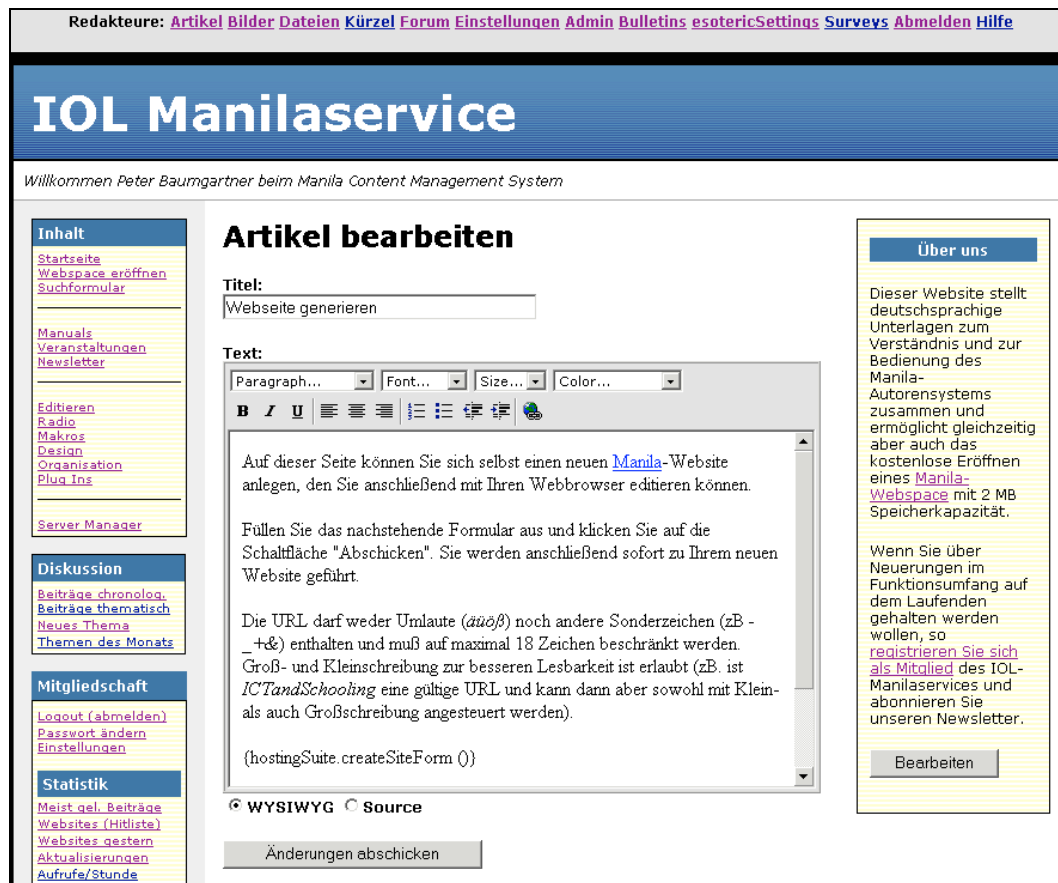 Redakteure: Artikel Bilder Dateien Kürzel Forum Einstellungen Admin Bulletins esotericSettings Surveys Abmelden Hilfe
IOL Manilaservice
Willkommen Peter Baumgartner beim Manila Content Management System
Inhalt
Startseite
Webspace eröffnen
Suchformular
Manuals
Veranstaltungen
Newsletter
Editieren
Radio
Makros
Design
Organisation
Plug Ins
Server Manager
Diskussion
Beiträge chronolog.
Beiträge thematisch
Neues Thema
Themen des Monats
Mitgliedschaft
Logout (abmelden)
Passwort ändern
Einstellungen
Statistik
Meist gel. Beiträge
Websites (Hitliste)
Websites gestern
Aktualisierungen
Aufrufe/Stunde
Artikel bearbeiten
Titel:
Webseite generieren
Text:
Paragraph... Font... Size... Color...
B I U
Auf dieser Seite können Sie sich selbst einen neuen Manila-Website
anlegen, den Sie anschließend mit Ihren Webbrowser editieren können.
Füllen Sie das nachstehende Formular aus und klicken Sie auf die
Schaltfläche "Abschicken". Sie werden anschließend sofort zu Ihrem neuen
Website geführt.
Die URL darf weder Umlaute (äüöß) noch andere Sonderzeichen (zB -
_+&) enthalten und muß auf maximal 18 Zeichen beschränkt werden.
Groß- und Kleinschreibung zur besseren Lesbarkeit ist erlaubt (zB. ist
ICTandSchooling eine gültige URL und kann dann aber sowohl mit Klein-
als auch Großschreibung angesteuert werden).
{hostingSuite.createSiteForm ()}
WYSIWYG Source
Änderungen abschicken
Über uns
Dieser Website stellt
deutschsprachige
Unterlagen zum
Verständnis und zur
Bedienung des
Manila-
Autorensystems
zusammen und
ermöglicht gleichzeitig
aber auch das
kostenlose Eröffnen
eines Manila-
Webspace mit 2 MB
Speicherkapazität.
Wenn Sie über
Neuerungen im
Funktionsumfang auf
dem Laufenden
gehalten werden
wollen, so
registrieren Sie sich
als Mitglied des IOL-
Manilaservices und
abonnieren Sie
unseren Newsletter.
Bearbeiten